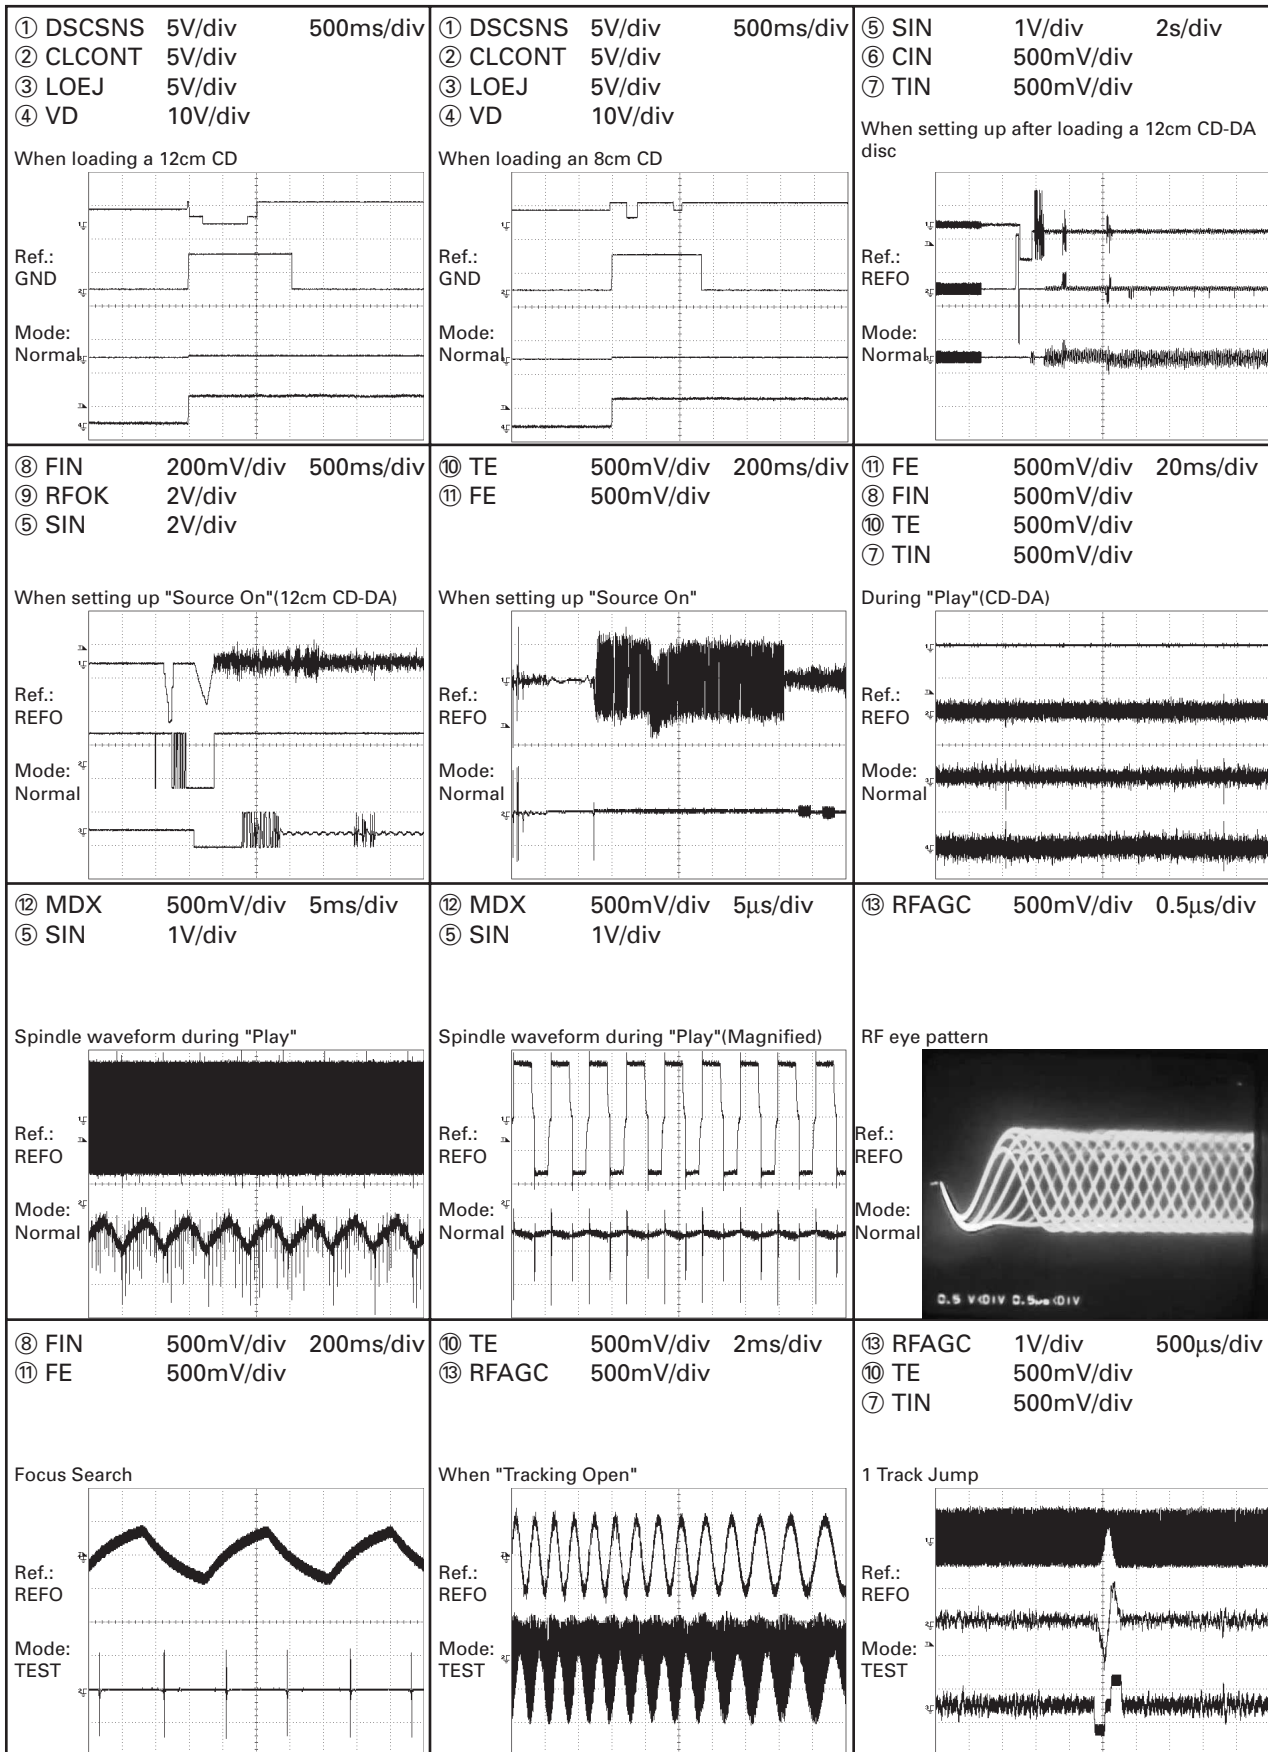 ① DSCSNS 5V/div 500ms/div
② CLCONT 5V/div
③ LOEJ 5V/div
④ VD 10V/div
When loading a 12cm CD
Ref.:
GND
Mode:
Normal
① DSCSNS 5V/div 500ms/div
② CLCONT 5V/div
③ LOEJ 5V/div
④ VD 10V/div
When loading an 8cm CD
Ref.:
GND
Mode:
Normal
⑤ SIN 1V/div 2s/div
⑥ CIN 500mV/div
⑦ TIN 500mV/div
When setting up after loading a 12cm CD-DA
disc
Ref.:
REFO
Mode:
Normal
⑧ FIN 200mV/div 500ms/div
⑨ RFOK 2V/div
⑤ SIN 2V/div
When setting up "Source On"(12cm CD-DA)
Ref.:
REFO
Mode:
Normal
⑩ TE 500mV/div 200ms/div
⑪ FE 500mV/div
When setting up "Source On"
Ref.:
REFO
Mode:
Normal
⑪ FE 500mV/div 20ms/div
⑧ FIN 500mV/div
⑩ TE 500mV/div
⑦ TIN 500mV/div
During "Play"(CD-DA)
Ref.:
REFO
Mode:
Normal
⑫ MDX 500mV/div 5ms/div
⑤ SIN 1V/div
Spindle waveform during "Play"
Ref.:
REFO
Mode:
Normal
⑫ MDX 500mV/div 5μs/div
⑤ SIN 1V/div
Spindle waveform during "Play"(Magnified)
Ref.:
REFO
Mode:
Normal
⑬ RFAGC 500mV/div 0.5μs/div
RF eye pattern
Ref.:
REFO
Mode:
Normal
⑧ FIN 500mV/div 200ms/div
⑪ FE 500mV/div
Focus Search
Ref.:
REFO
Mode:
TEST
⑩ TE 500mV/div 2ms/div
⑬ RFAGC 500mV/div
When "Tracking Open"
Ref.:
REFO
Mode:
TEST
⑬ RFAGC 1V/div 500μs/div
⑩ TE 500mV/div
⑦ TIN 500mV/div
1 Track Jump
Ref.:
REFO
Mode:
TEST